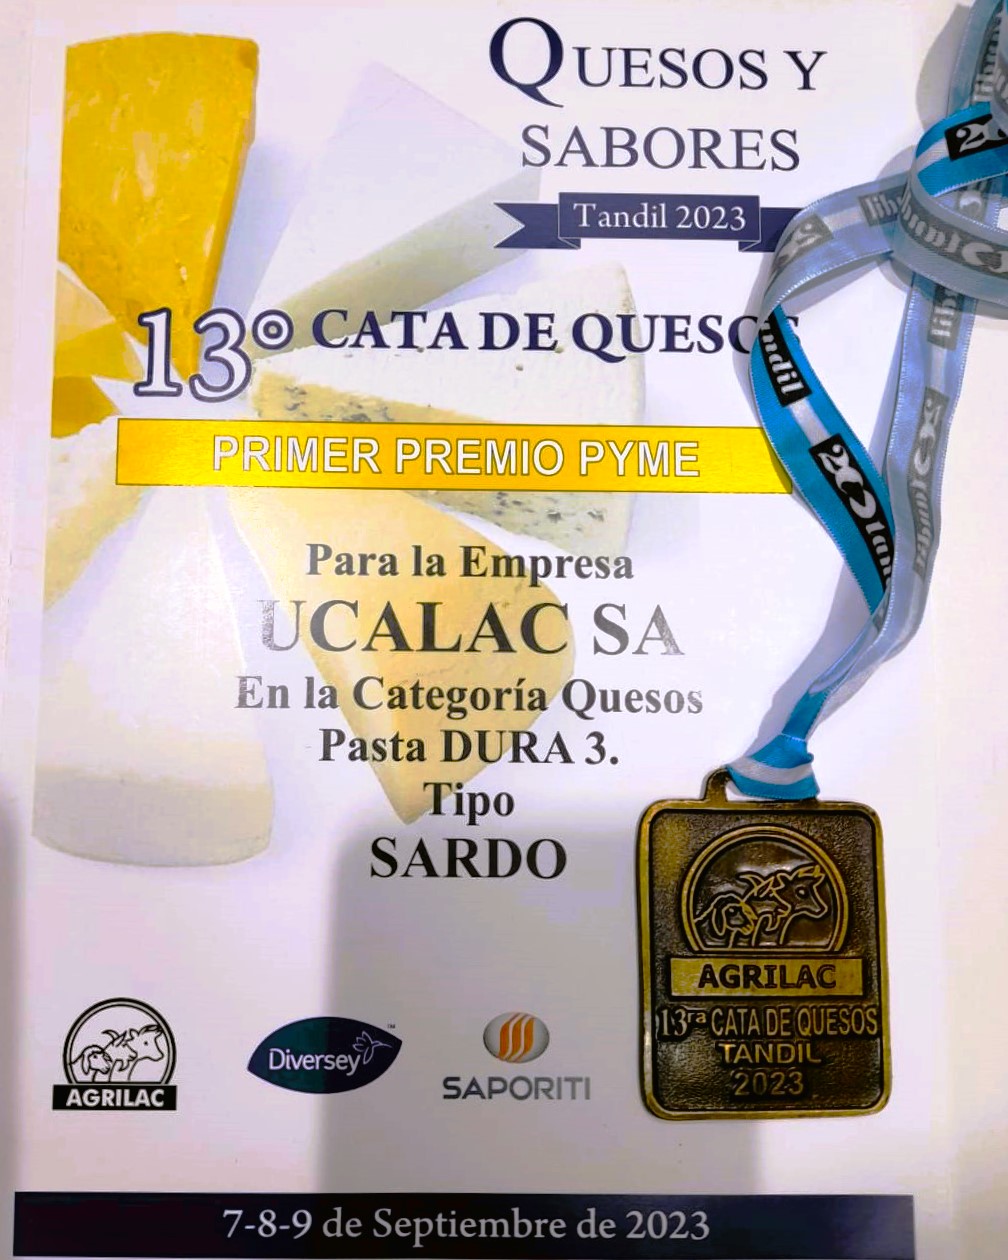 QUESOS Y
SABORES
Tandil 2023
13° CATA DE QUESOS
PRIMER PREMIO PYME
Para la Empresa
UCALAC SA
En la Categoría Quesos
Pasta DURA 3.
Tipo
SARDO
AGRILAC
13ra CATA DE QUESOS
TANDIL
2023
AGRILAC
Diversey™
SAPORITI
7-8-9 de Septiembre de 2023